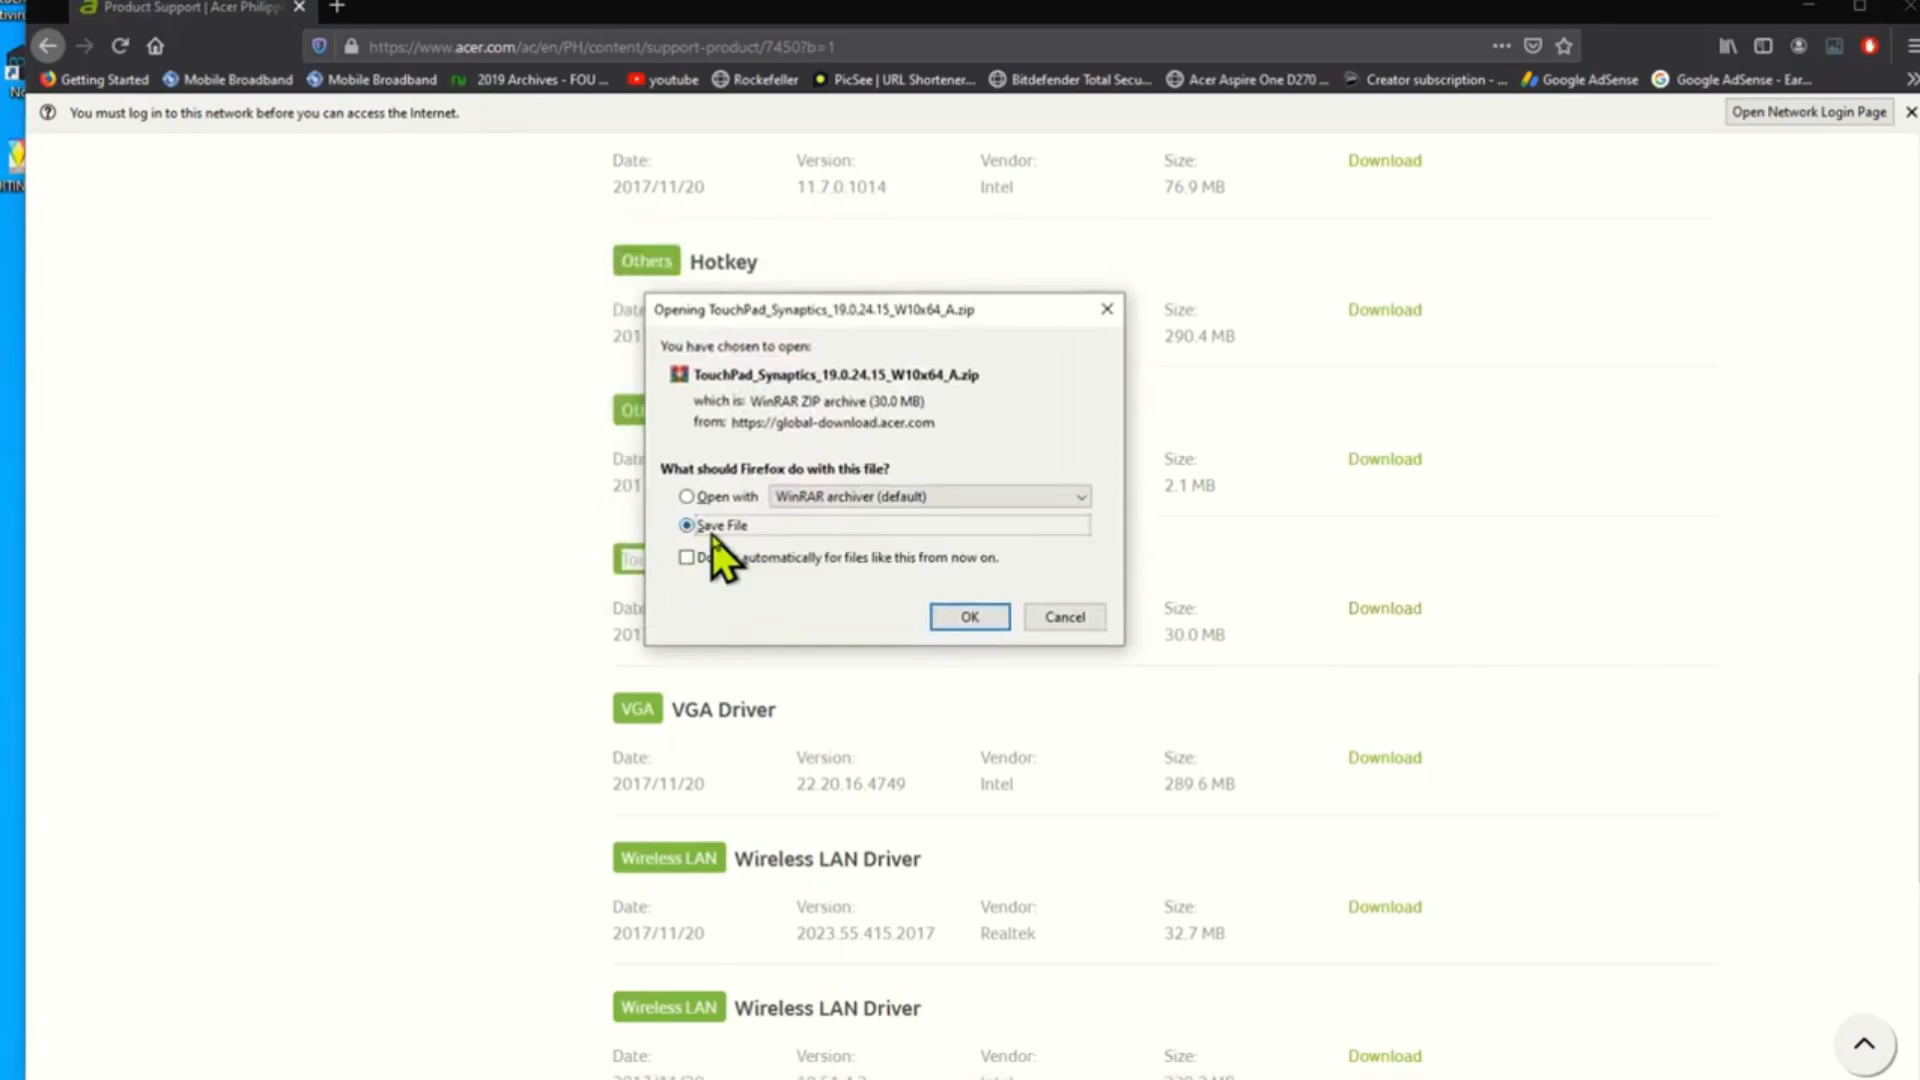 Product Support | Acer Philipp
https://www.acer.com/ac/en/PH/content/support-product/7450?b=1
Getting Started Mobile Broadband Mobile Broadband 2019 Archives - FOU ... youtube Rockefeller PicSee | URL Shortener... Bitdefender Total Secu... Acer Aspire One D270 ... Creator subscription - ... Google AdSense Google AdSense - Ear...
You must log in to this network before you can access the Internet.
Open Network Login Page
Date: Version: Vendor: Size: Download
2017/11/20 11.7.0.1014 Intel 76.9 MB
Others Hotkey
Date Size: Download
201 290.4 MB
Opening TouchPad_Synaptics_19.0.24.15_W10x64_A.zip
You have chosen to open:
TouchPad_Synaptics_19.0.24.15_W10x64_A.zip
which is: WinRAR ZIP archive (30.0 MB)
from: https://global-download.acer.com
What should Firefox do with this file?
Open with WinRAR archiver (default)
Save File
automatically for files like this from now on.
OK Cancel
Date Size: Download
201 2.1 MB
Date Size: Download
201 30.0 MB
VGA VGA Driver
Date: Version: Vendor: Size: Download
2017/11/20 22.20.16.4749 Intel 289.6 MB
Wireless LAN Wireless LAN Driver
Date: Version: Vendor: Size: Download
2017/11/20 2023.55.415.2017 Realtek 32.7 MB
Wireless LAN Wireless LAN Driver
Date: Version: Vendor: Size: Download